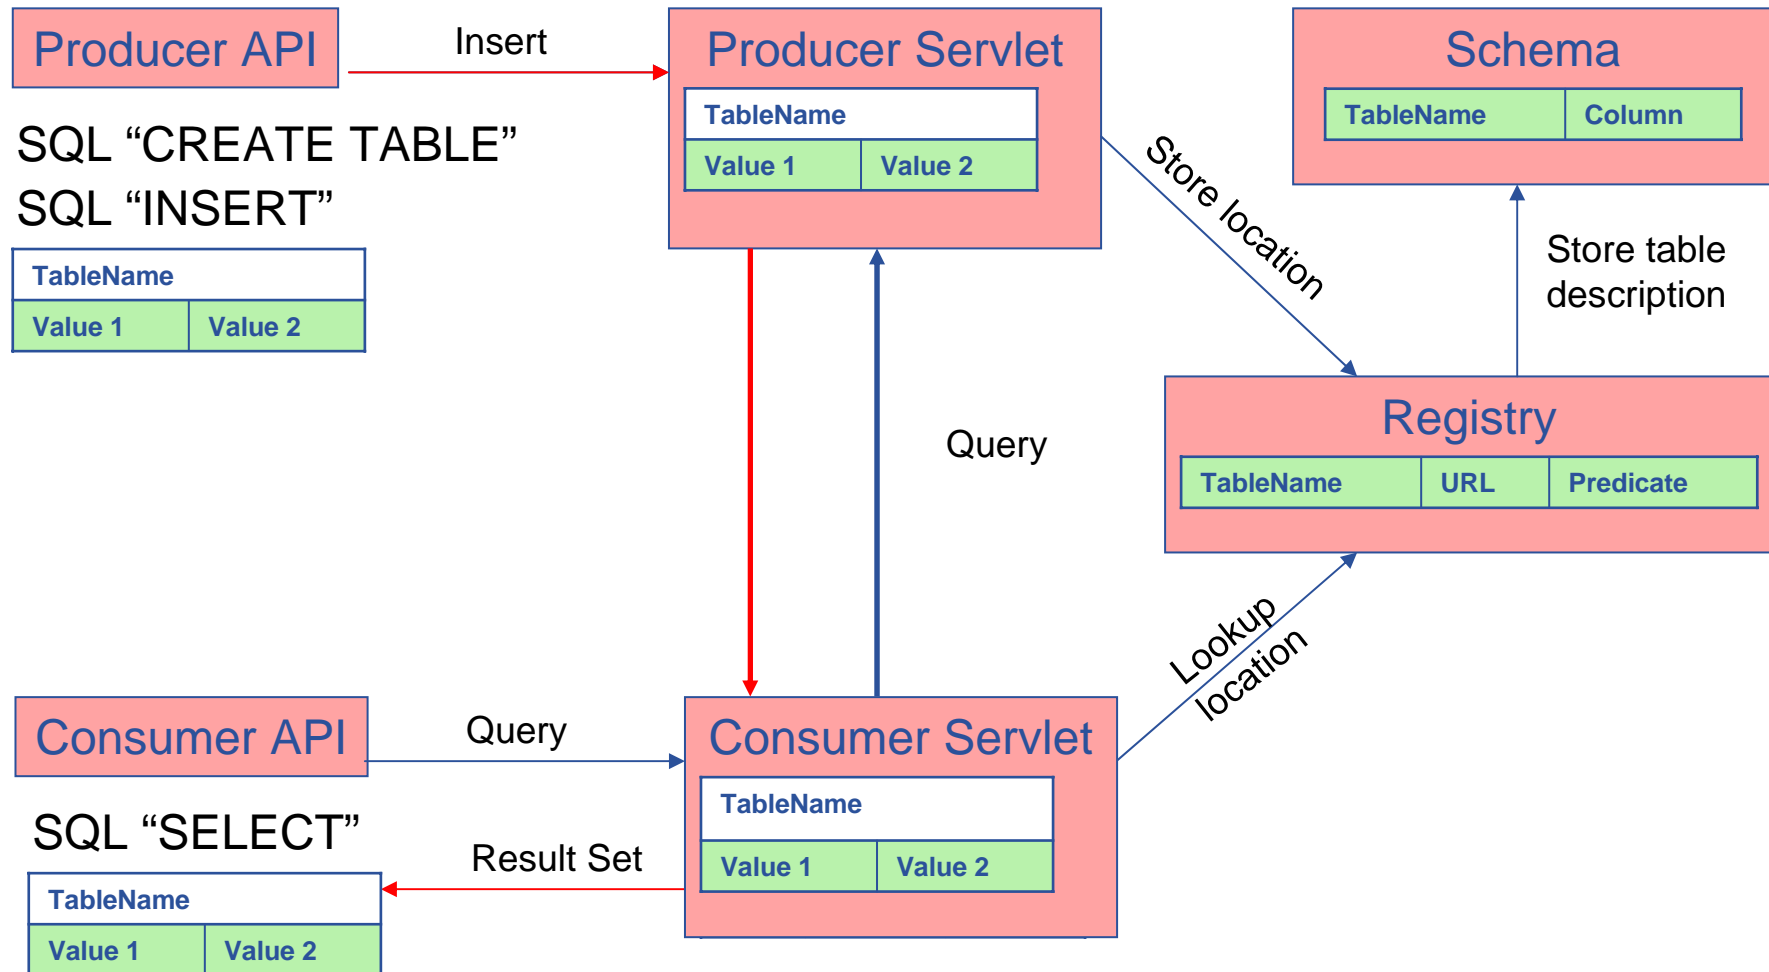 Producer API
Insert
Producer Servlet
TableName
Value 1 Value 2
Schema
TableName Column
SQL “CREATE TABLE”
SQL “INSERT”
TableName
Value 1 Value 2
Store location
Store table
description
Registry
TableName URL Predicate
Query
Lookup
location
Consumer API
Query
Consumer Servlet
TableName
Value 1 Value 2
SQL “SELECT”
Result Set
TableName
Value 1 Value 2